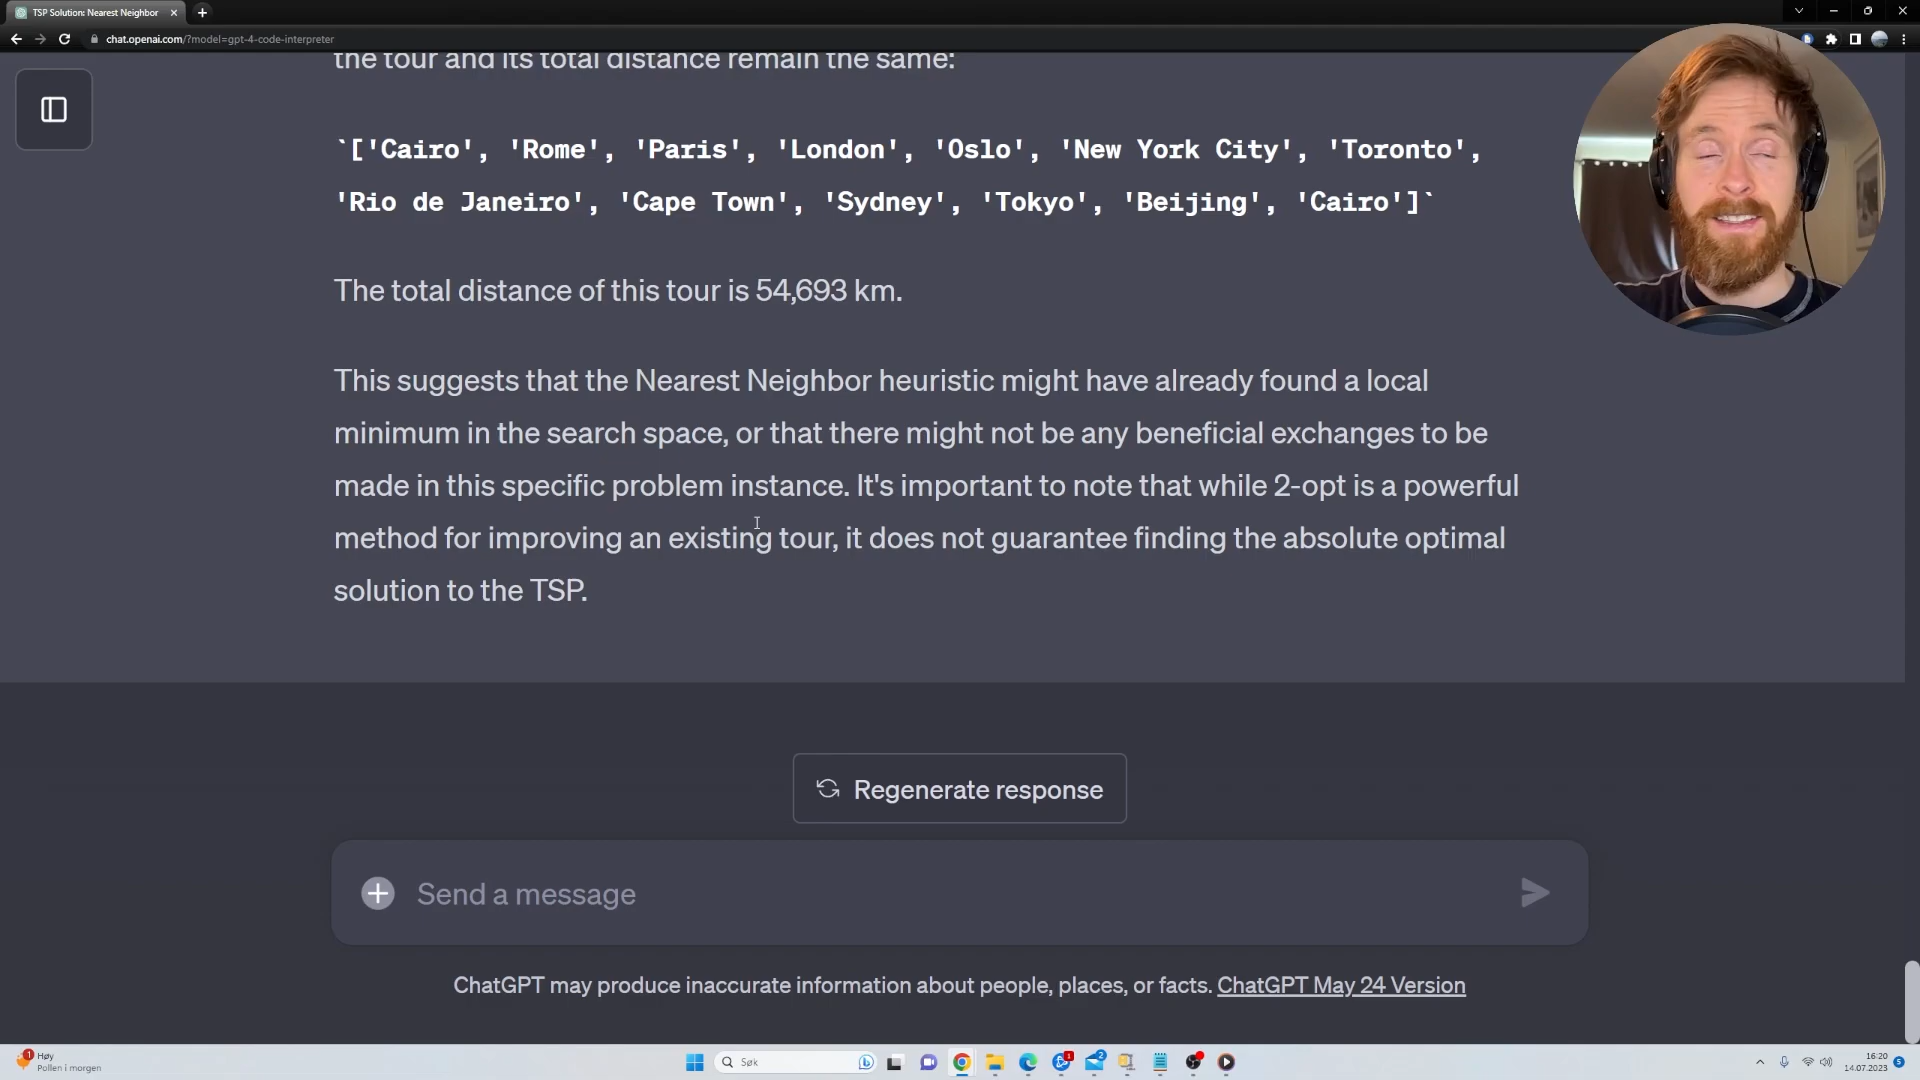 TSP Solution: Nearest Neighbor
chat.openai.com/?model=gpt-4-code-interpreter
the tour and its total distance remain the same:
`['Cairo', 'Rome', 'Paris', 'London', 'Oslo', 'New York City', 'Toronto',
'Rio de Janeiro', 'Cape Town', 'Sydney', 'Tokyo', 'Beijing', 'Cairo']`
The total distance of this tour is 54,693 km.
This suggests that the Nearest Neighbor heuristic might have already found a local
minimum in the search space, or that there might not be any beneficial exchanges to be
made in this specific problem instance. It's important to note that while 2-opt is a powerful
method for improving an existing tour, it does not guarantee finding the absolute optimal
solution to the TSP.
Regenerate response
Send a message
ChatGPT may produce inaccurate information about people, places, or facts. ChatGPT May 24 Version
1
Høy
Pollen i morgen
Søk
1
2
16:20
14.07.2023
5